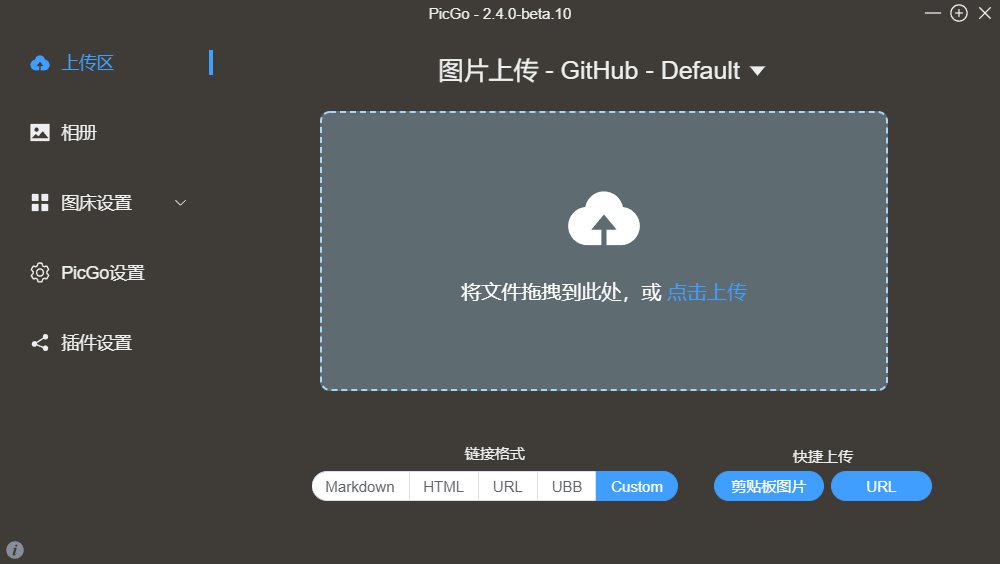 PicGo - 2.4.0-beta.10
上传区
相册
图床设置
PicGo设置
插件设置
图片上传 - GitHub - Default
将文件拖拽到此处，或 点击上传
链接格式
Markdown HTML URL UBB Custom
快捷上传
剪贴板图片 URL
i